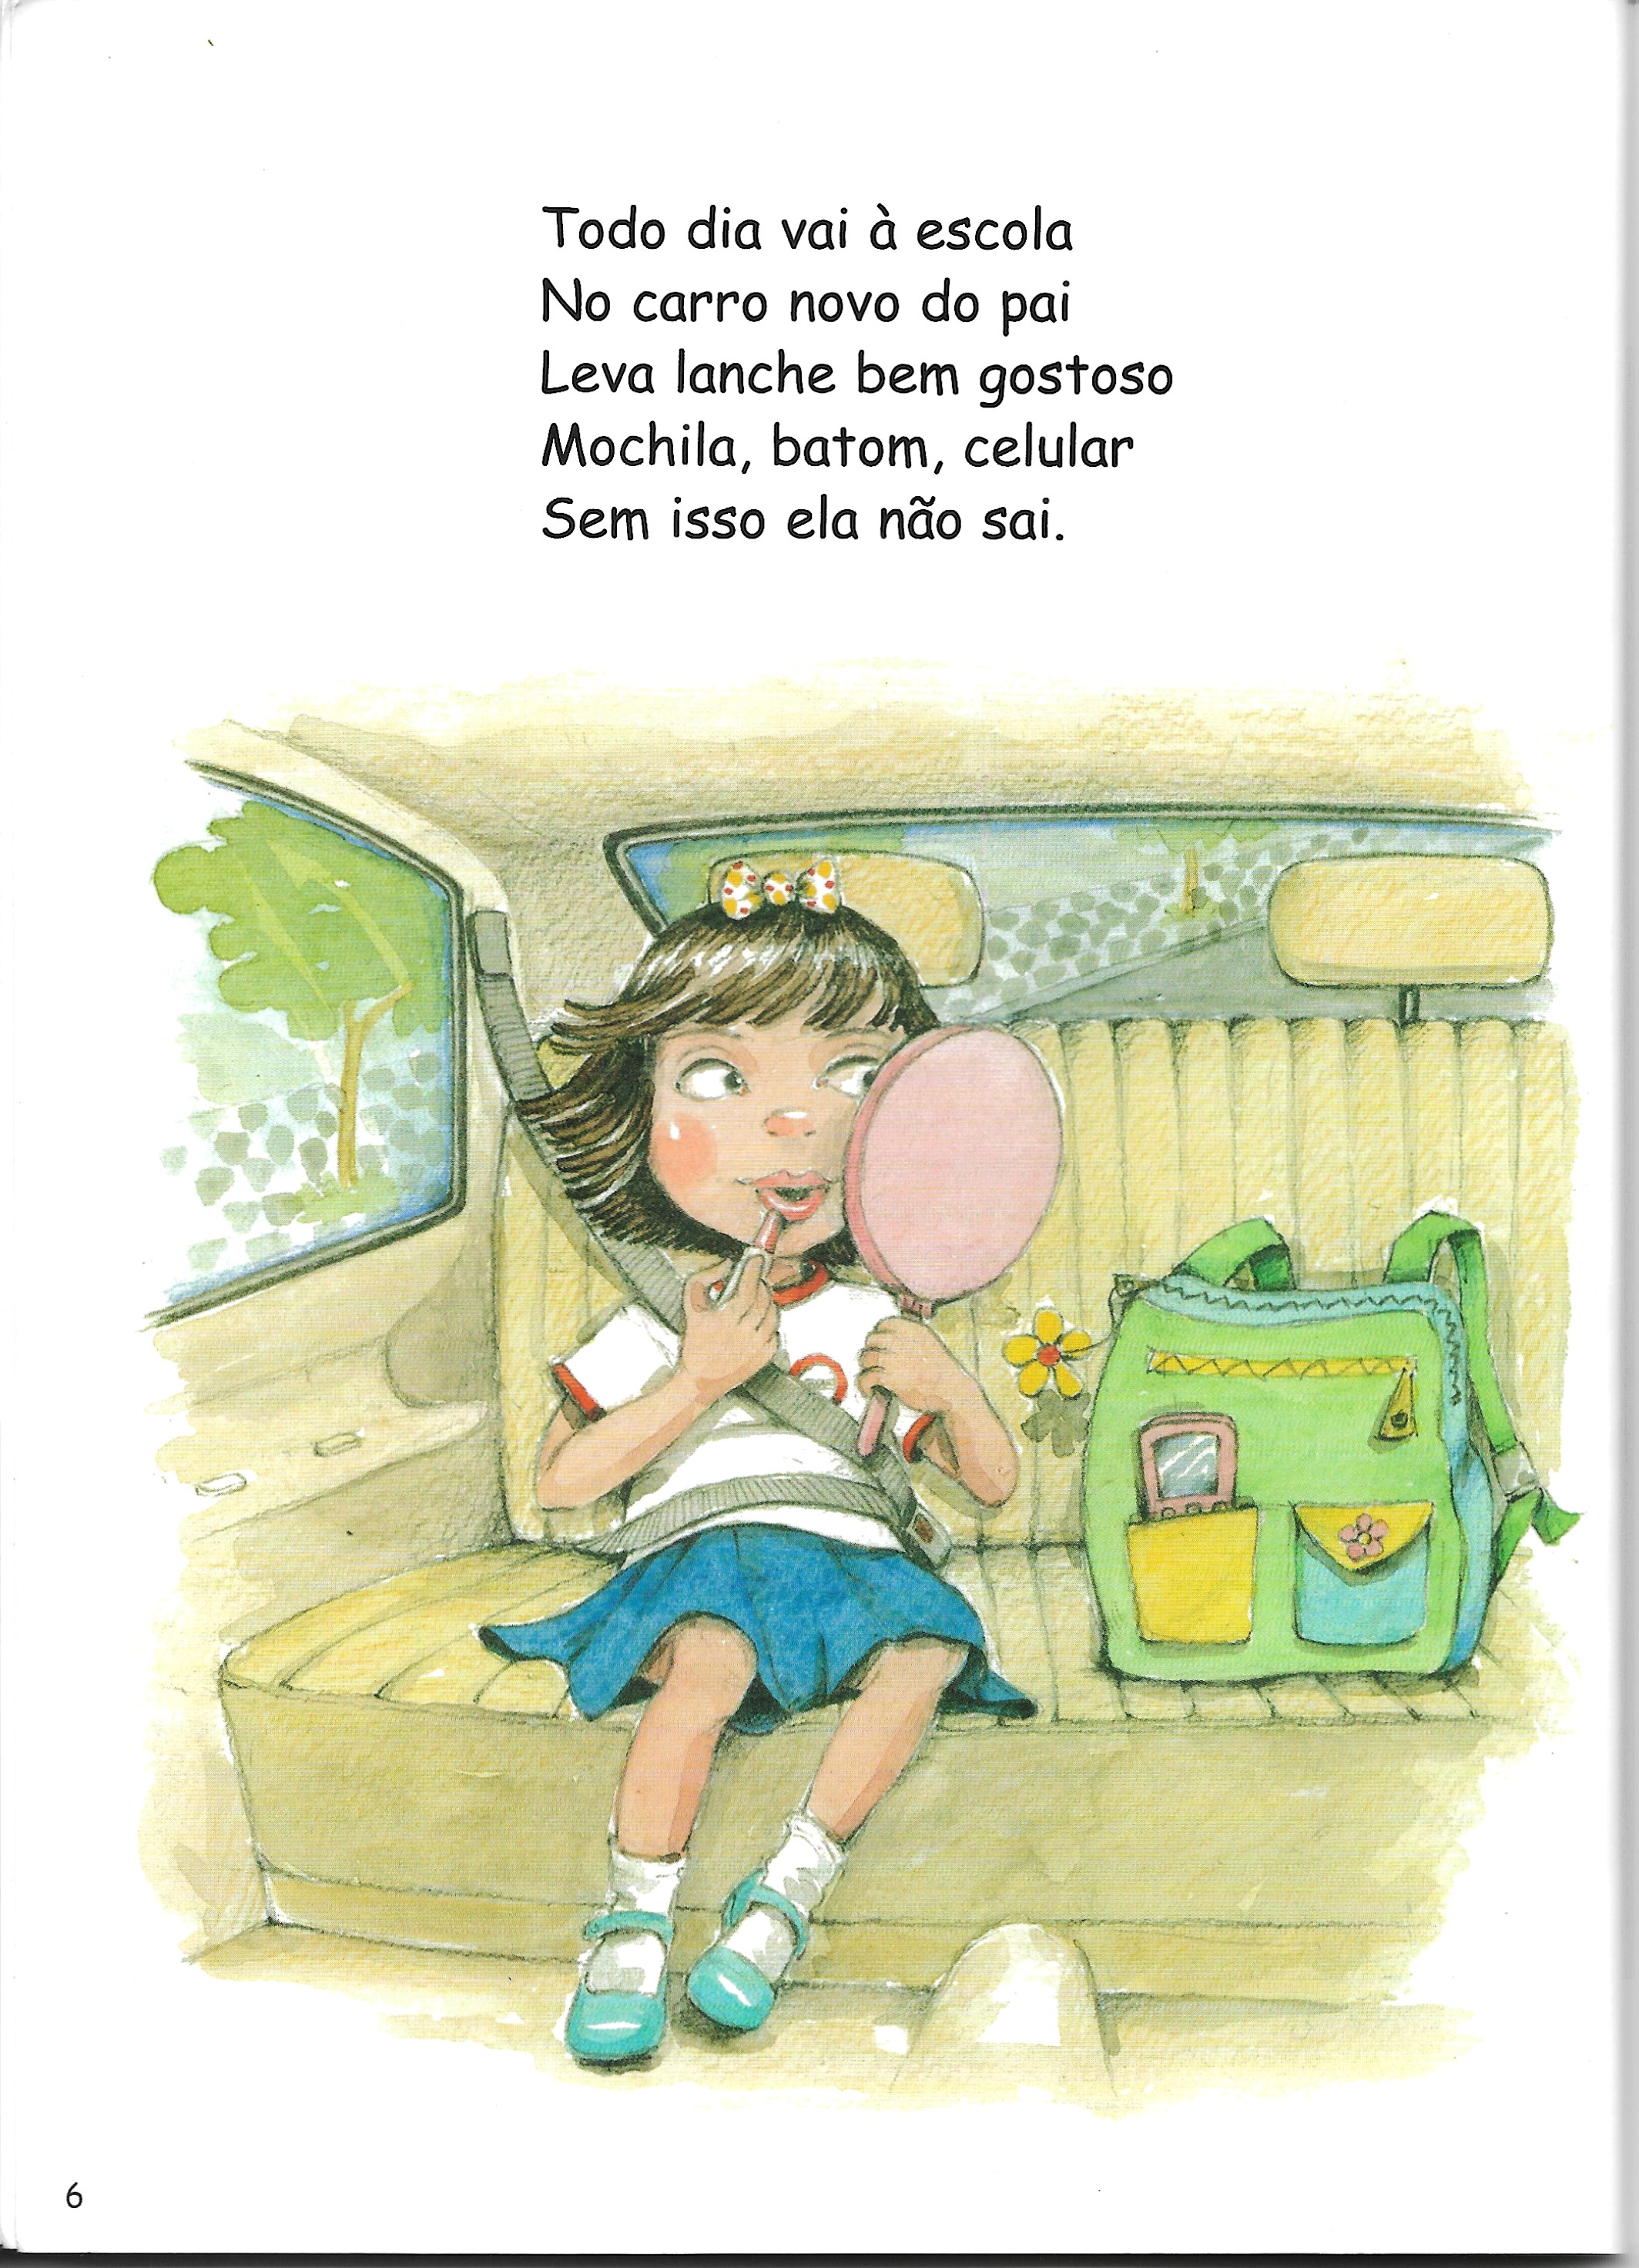 Todo dia vai à escola
No carro novo do pai
Leva lanche bem gostoso
Mochila, batom, celular
Sem isso ela não sai.
6